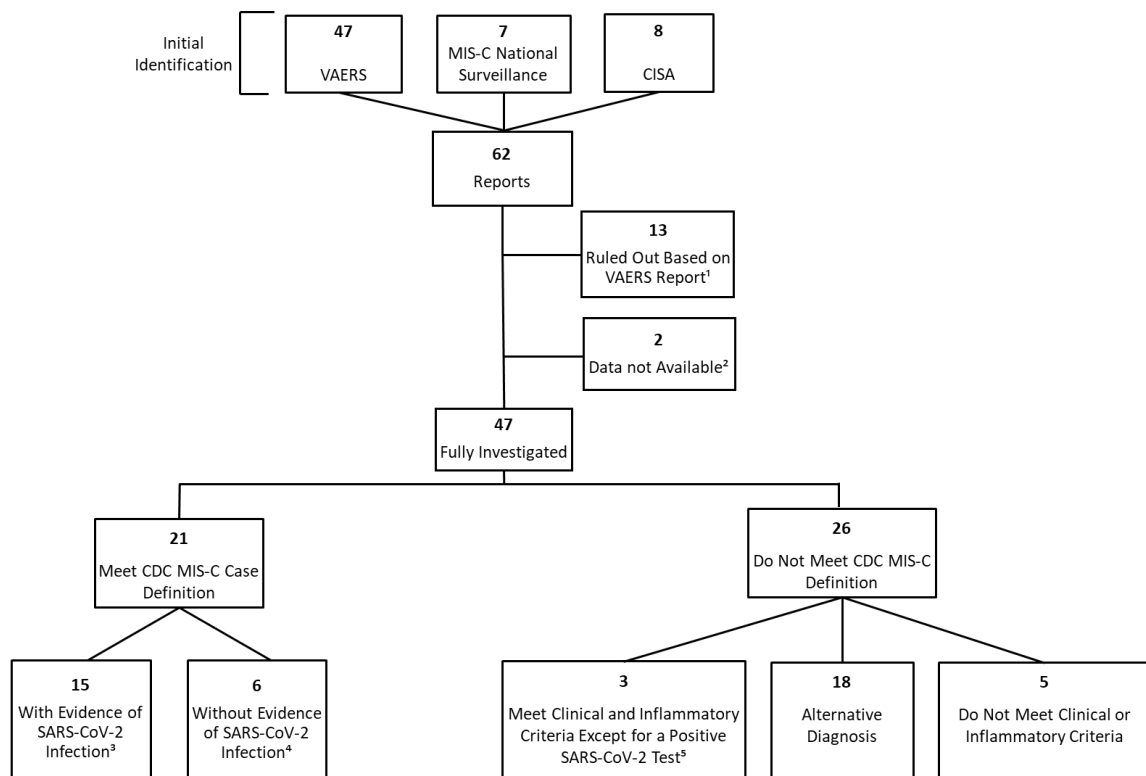 Initial
Identification
47
VAERS
7
MIS-C National
Surveillance
8
CISA
62
Reports
13
Ruled Out Based on
VAERS Report¹
2
Data not Available²
47
Fully Investigated
21
Meet CDC MIS-C Case
Definition
26
Do Not Meet CDC MIS-C
Definition
15
With Evidence of
SARS-CoV-2
Infection³
6
Without Evidence
of SARS-CoV-2
Infection⁴
3
Meet Clinical and Inflammatory
Criteria Except for a Positive
SARS-CoV-2 Test⁵
18
Alternative
Diagnosis
5
Do Not Meet Clinical or
Inflammatory Criteria